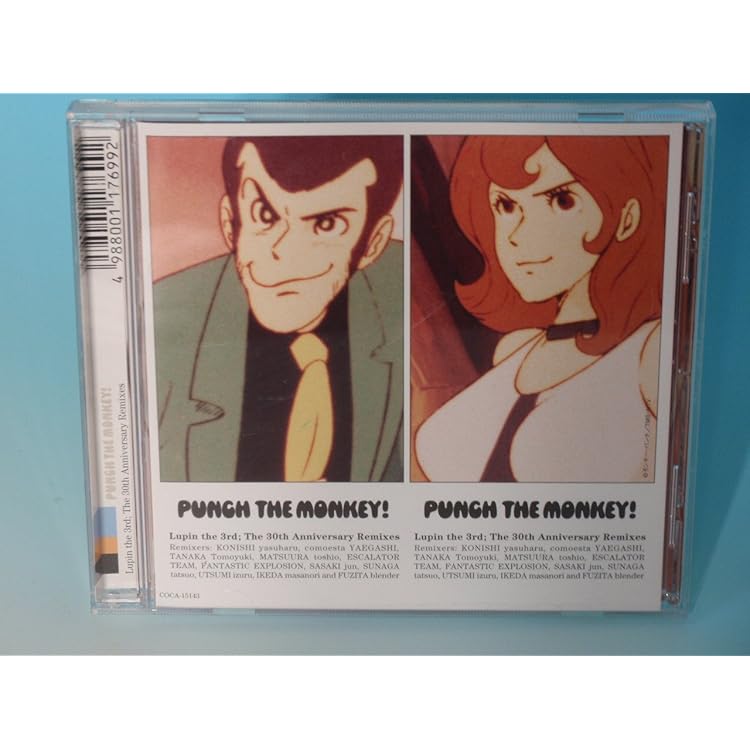 4 988001 176992
PUNCH THE MONKEY!
Lupin the 3rd; The 30th Anniversary Remixes
PUNCH THE MONKEY!
Lupin the 3rd; The 30th Anniversary Remixes
Remixers: KONISHI yasuharu, comoesta YAEGASHI,
TANAKA Tomoyuki, MATSUURA toshio, ESCALATOR
TEAM, FANTASTIC EXPLOSION, SASAKI jun, SUNAGA
tatsuo, UTSUMI izuru, IKEDA masanori and FUZITA blender
COCA-15143
PUNCH THE MONKEY!
Lupin the 3rd; The 30th Anniversary Remixes
Remixers: KONISHI yasuharu, comoesta YAEGASHI,
TANAKA Tomoyuki, MATSUURA toshio, ESCALATOR
TEAM, FANTASTIC EXPLOSION, SASAKI jun, SUNAGA
tatsuo, UTSUMI izuru, IKEDA masanori and FUZITA blender